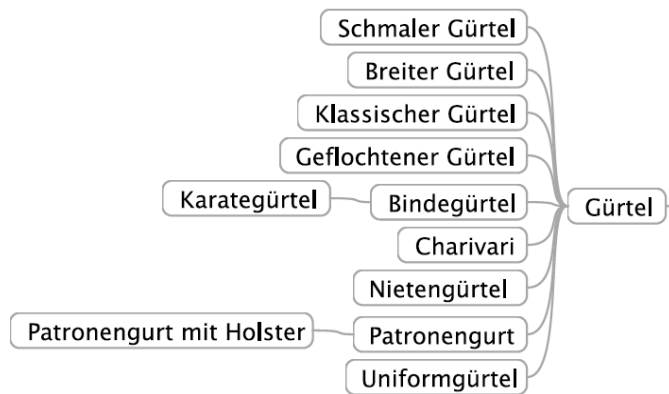 Schmaler Gürtel
Breiter Gürtel
Klassischer Gürtel
Geflochtener Gürtel
Karategürtel
Bindegürtel
Gürtel
Charivari
Nietengürtel
Patronengurt mit Holster
Patronengurt
Uniformgürtel